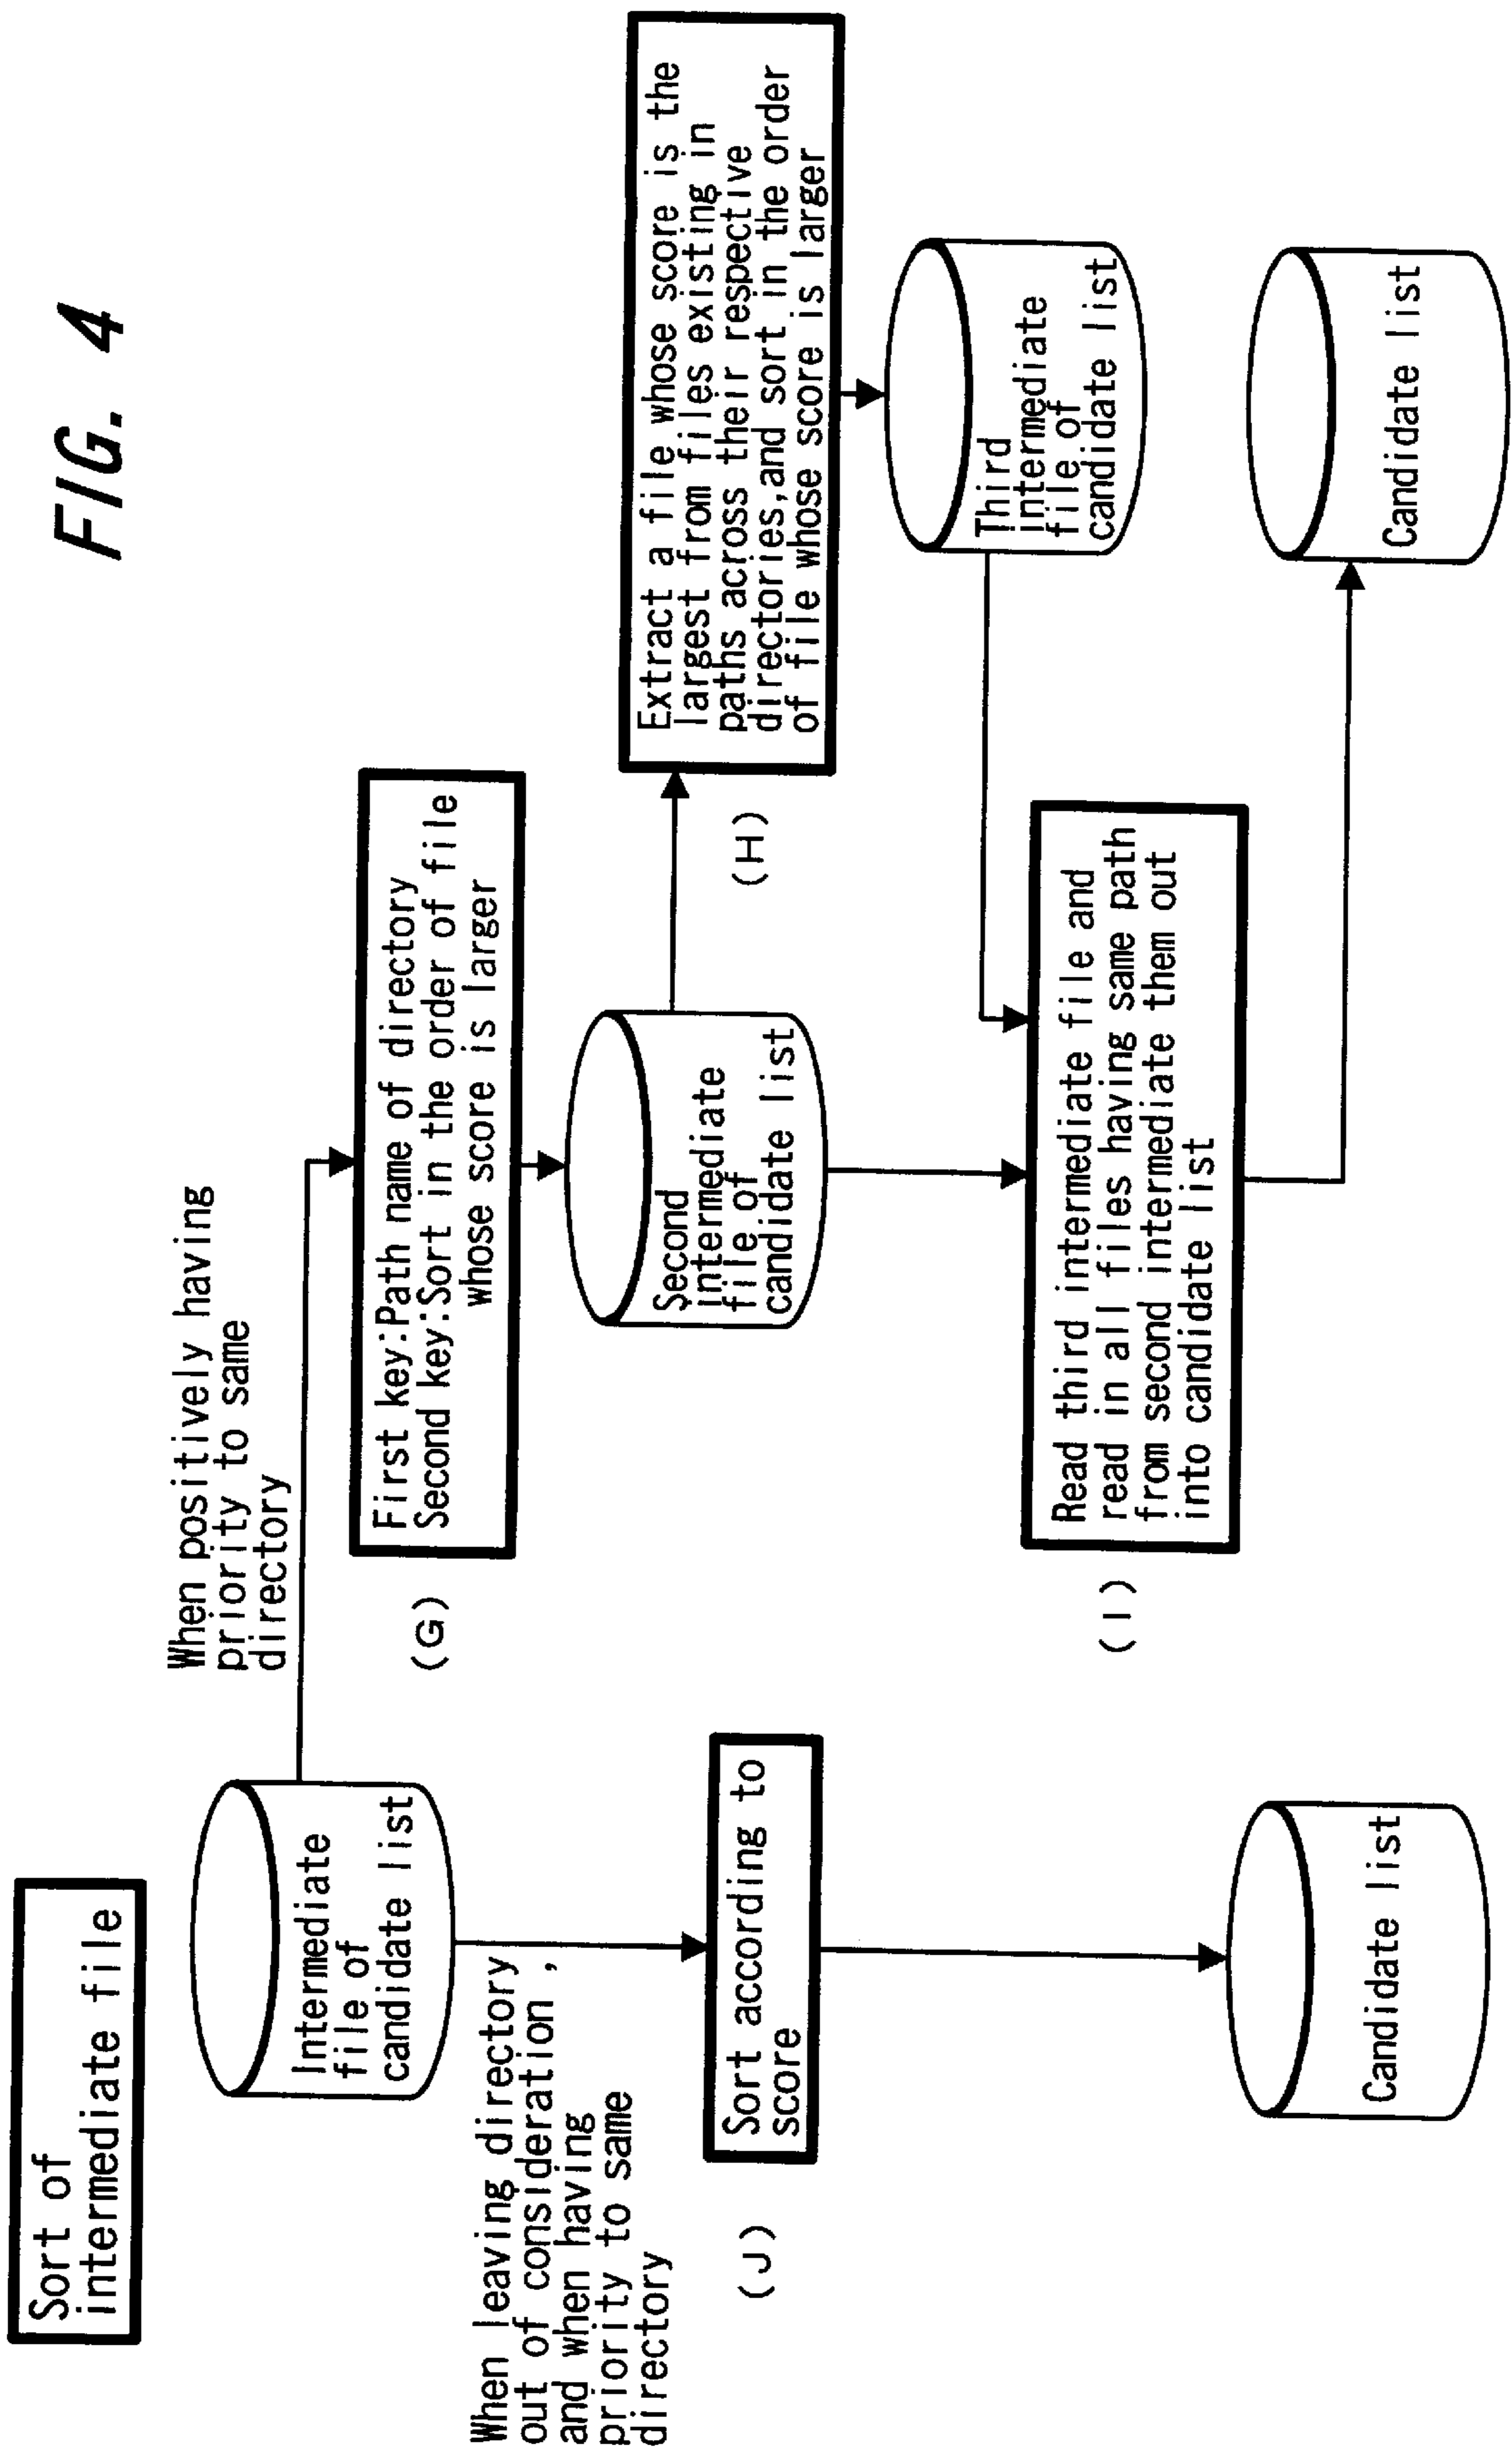 FIG. 4
Sort of
intermediate file
Intermediate
file of
candidate list
When positively having
priority to same
directory
When leaving directory
out of consideration ,
and when having
priority to same
directory
(J)
Sort according to
score
Candidate list
(G)
First key:Path name of directory
Second key:Sort in the order of file
whose score is larger
Second
intermediate
file of
candidate list
(H)
Extract a file whose score is the
largest from files existing in
paths across their respective
directories,and sort in the order
of file whose score is larger
Third
intermediate
file of
candidate list
(I)
Read third intermediate file and
read in all files having same path
from second intermediate them out
into candidate list
Candidate list